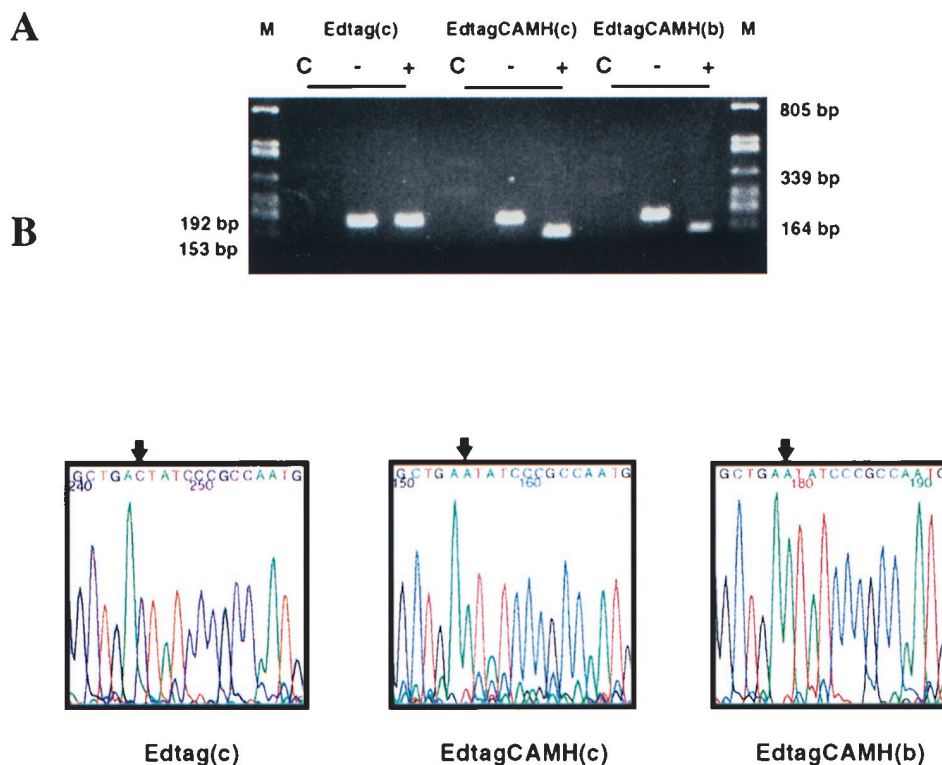 A
M Edtag(c) EdtagCAMH(c) EdtagCAMH(b) M
C - + C - + C - +
805 bp
339 bp
B
192 bp
164 bp
153 bp
GCTGACTATCCCGCCAATG
240 250
GCTGAATATCCCGCCAATG
150 160
GCTGAATATCCCGCCAATG
180 190
Edtag(c) EdtagCAMH(c) EdtagCAMH(b)